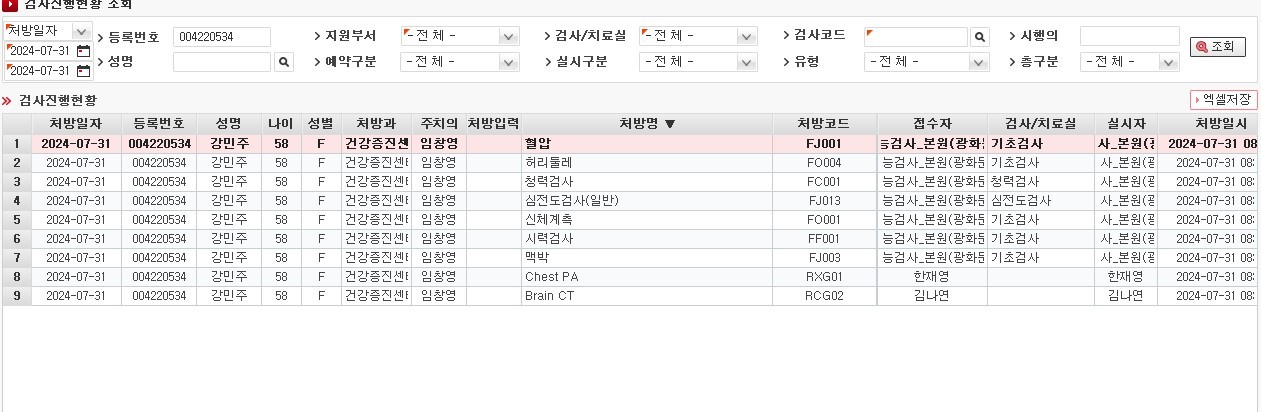 검사진행현황 조회
처방일자 등록번호 004220534 지원부서 -전체- 검사/치료실 -전체- 검사코드 시행의 조회
2024-07-31
2024-07-31 성명 예약구분 -전체- 실시구분 -전체- 유형 -전체- 총구분 -전체-
검사진행현황 엑셀저장
처방일자 등록번호 성명 나이 성별 처방과 주치의 처방입력 처방명 ▼ 처방코드 접수자 검사/치료실 실시자 처방일시
1 2024-07-31 004220534 강민주 58 F 건강증진센 임창영 혈압 FJ001 능검사_본원(광화문 기초검사 사_본원(광 2024-07-31 08
2 2024-07-31 004220534 강민주 58 F 건강증진센 임창영 허리둘레 FO004 능검사_본원(광화문 기초검사 사_본원(광 2024-07-31 08:
3 2024-07-31 004220534 강민주 58 F 건강증진센 임창영 청력검사 FC001 능검사_본원(광화문 청력검사 사_본원(광 2024-07-31 08:
4 2024-07-31 004220534 강민주 58 F 건강증진센 임창영 심전도검사(일반) FJ013 능검사_본원(광화문 심전도검사 사_본원(광 2024-07-31 08:
5 2024-07-31 004220534 강민주 58 F 건강증진센 임창영 신체계측 FO001 능검사_본원(광화문 기초검사 사_본원(광 2024-07-31 08:
6 2024-07-31 004220534 강민주 58 F 건강증진센 임창영 시력검사 FF001 능검사_본원(광화문 기초검사 사_본원(광 2024-07-31 08:
7 2024-07-31 004220534 강민주 58 F 건강증진센 임창영 맥박 FJ003 능검사_본원(광화문 기초검사 사_본원(광 2024-07-31 08:
8 2024-07-31 004220534 강민주 58 F 건강증진센 임창영 Chest PA RXG01 한재영 한재영 2024-07-31 08:
9 2024-07-31 004220534 강민주 58 F 건강증진센 임창영 Brain CT RCG02 김나연 김나연 2024-07-31 08: